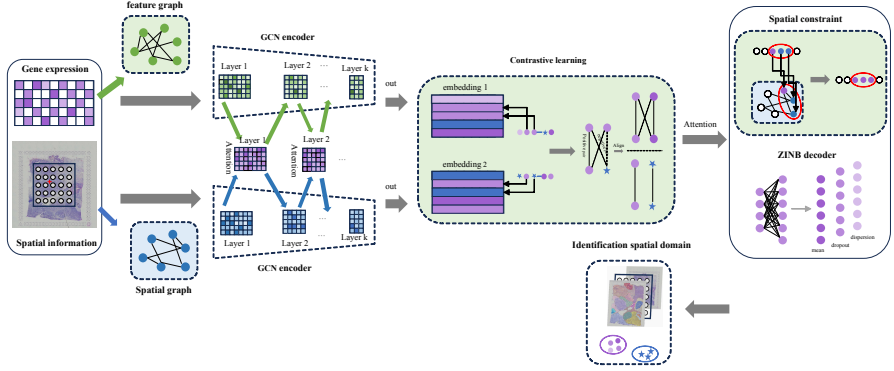 feature graph
Gene expression
Spatial information
Spatial graph
GCN encoder
Layer 1
Layer 2
...
Layer k
...
Attention
Layer 1
Attention
Layer 2
...
...
...
Layer 1
Layer 2
Layer k
GCN encoder
out
out
Contrastive learning
embedding 1
embedding 2
Align
Attention
Spatial constraint
ZINB decoder
mean
dropout
dispersion
Identification spatial domain